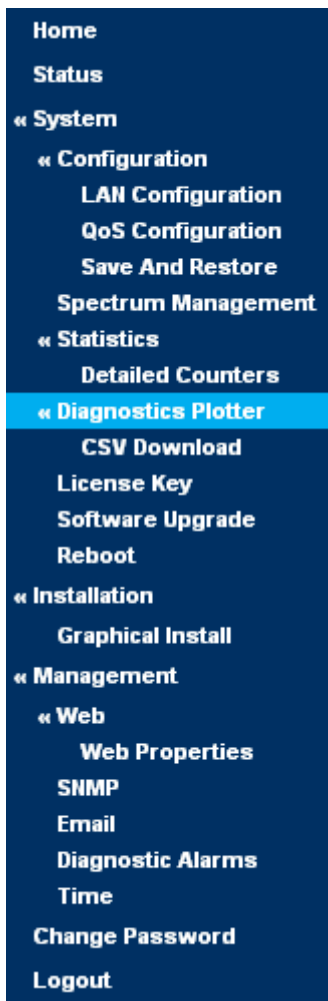 Home
Status
« System
« Configuration
LAN Configuration
QoS Configuration
Save And Restore
Spectrum Management
« Statistics
Detailed Counters
« Diagnostics Plotter
CSV Download
License Key
Software Upgrade
Reboot
« Installation
Graphical Install
« Management
« Web
Web Properties
SNMP
Email
Diagnostic Alarms
Time
Change Password
Logout